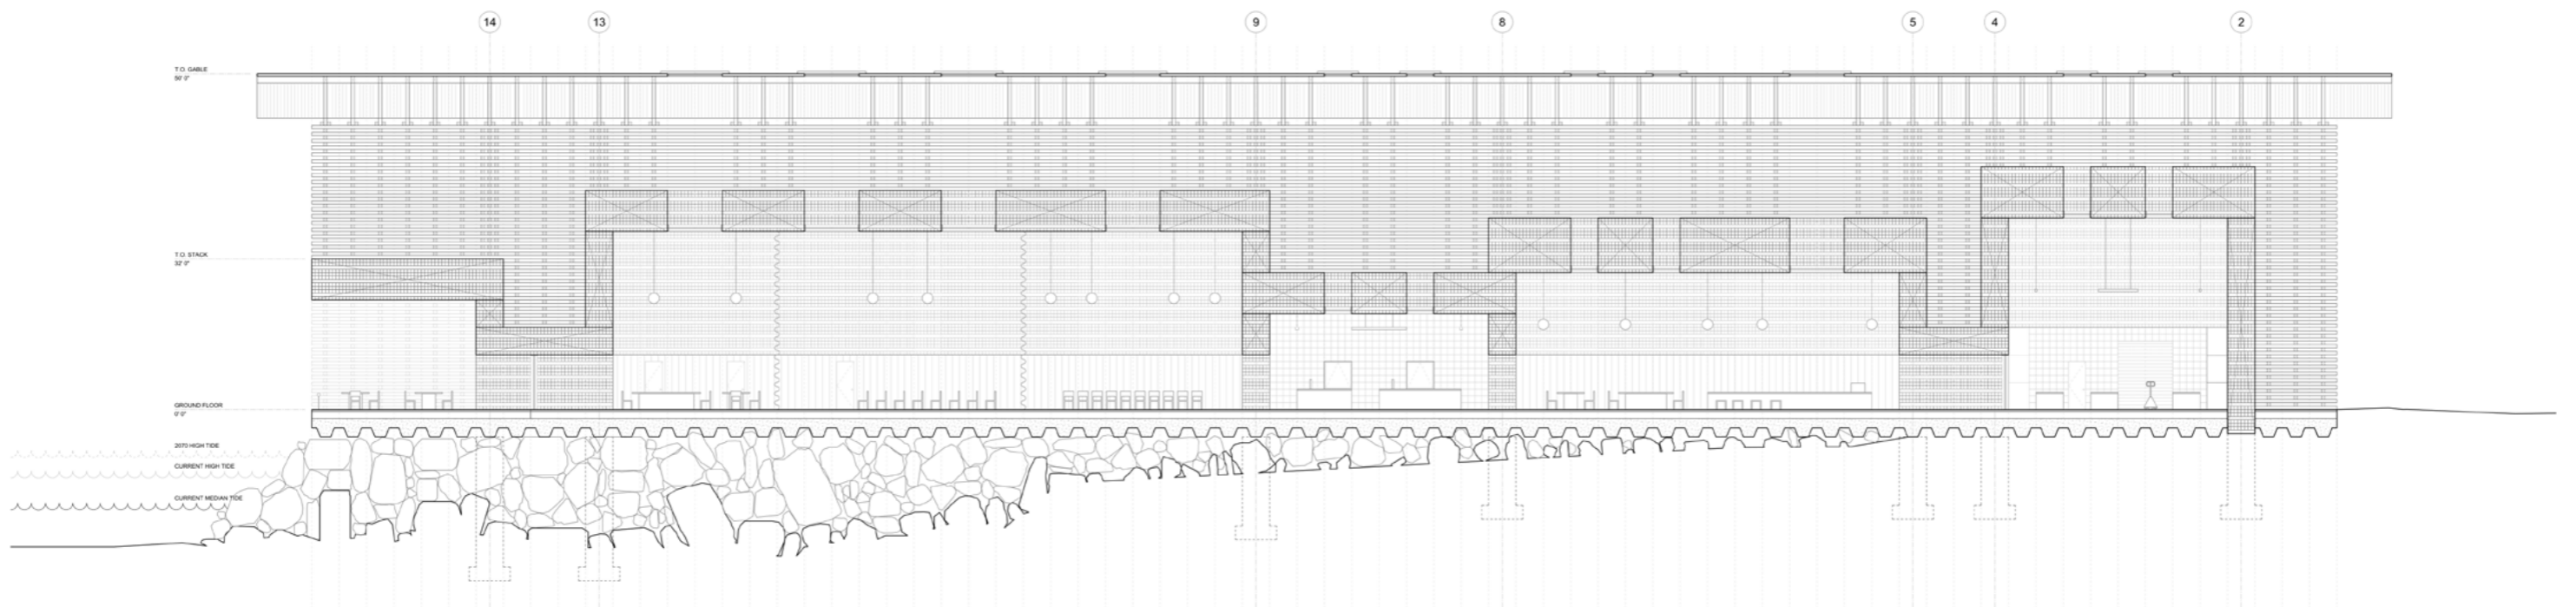 14 13 9 8 5 4 2
T.O. GABLE
50' 0"
T.O. STACK
32' 0"
GROUND FLOOR
0' 0"
2070 HIGH TIDE
CURRENT HIGH TIDE
CURRENT MEDIAN TIDE